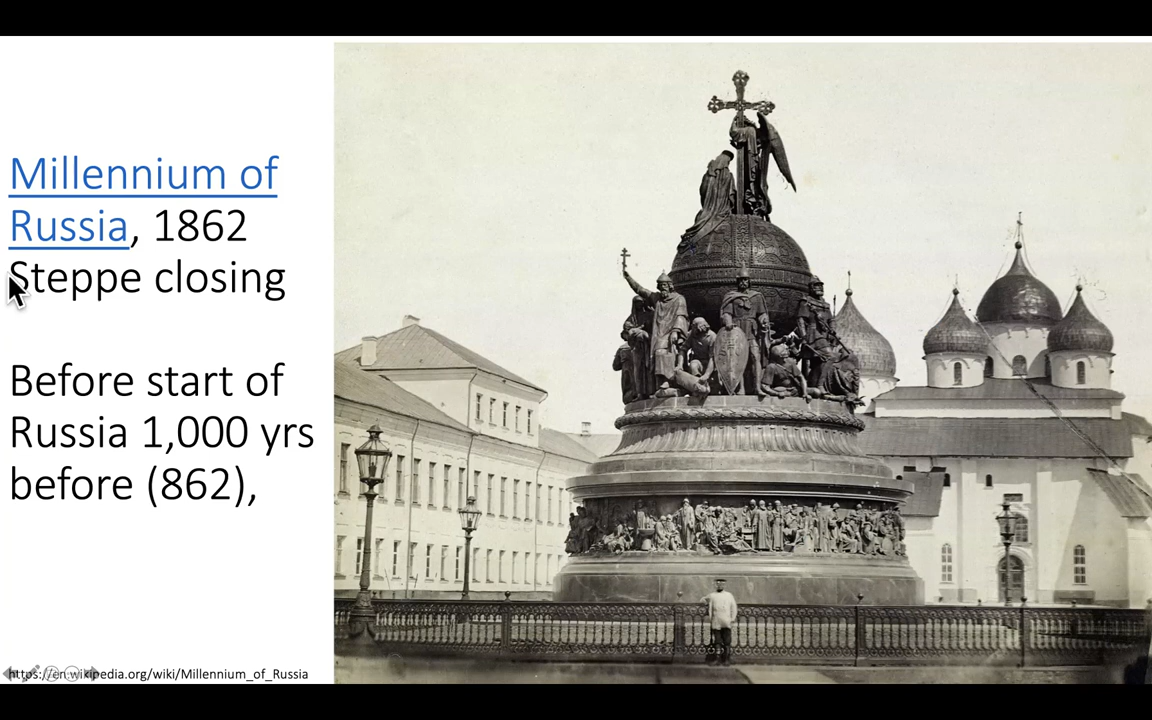 Millennium of
Russia, 1862
Steppe closing
Before start of
Russia 1,000 yrs
before (862),
https://en.wikipedia.org/wiki/Millennium_of_Russia